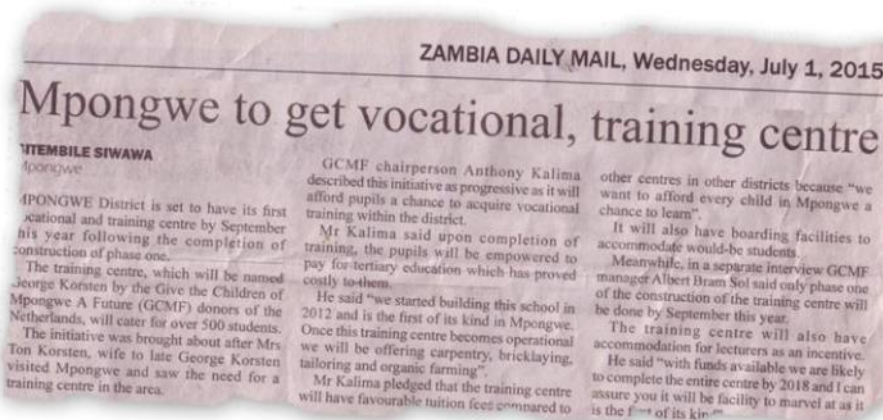 ZAMBIA DAILY MAIL, Wednesday, July 1, 2015
Mpongwe to get vocational, training centre
SIWAWA
Mpongwe
MPONGWE District is set to have its first
vocational and training centre by September
this year following the completion of
construction of phase one.
The training centre, which will be named
George Korsten by the Give the Children of
Mpongwe A Future (GCMF) donors of the
Netherlands, will cater for over 500 students.
The initiative was brought about after Mrs
Ton Korsten, wife to late George Korsten
visited Mpongwe and saw the need for a
training centre in the area.
GCMF chairperson Anthony Kalima
described this initiative as progressive as it will
afford pupils a chance to acquire vocational
training within the district.
Mr Kalima said upon completion of
training, the pupils will be empowered to
pay for tertiary education which has proved
costly to them.
He said "we started building this school in
2012 and is the first of its kind in Mpongwe.
Once this training centre becomes operational
we will be offering carpentry, bricklaying,
tailoring and organic farming".
Mr Kalima pledged that the training centre
will have favourable tuition fees compared to
other centres in other districts because "we
want to afford every child in Mpongwe a
chance to learn".
It will also have boarding facilities to
accommodate would-be students.
Meanwhile, in a separate interview GCMF
manager Albert Bram Sol said only phase one
of the construction of the training centre will
be done by September this year.
The training centre will also have
accommodation for lecturers as an incentive.
He said "with funds available we are likely
to complete the entire centre by 2018 and I can
assure you it will be facility to marvel at as it
is the of its